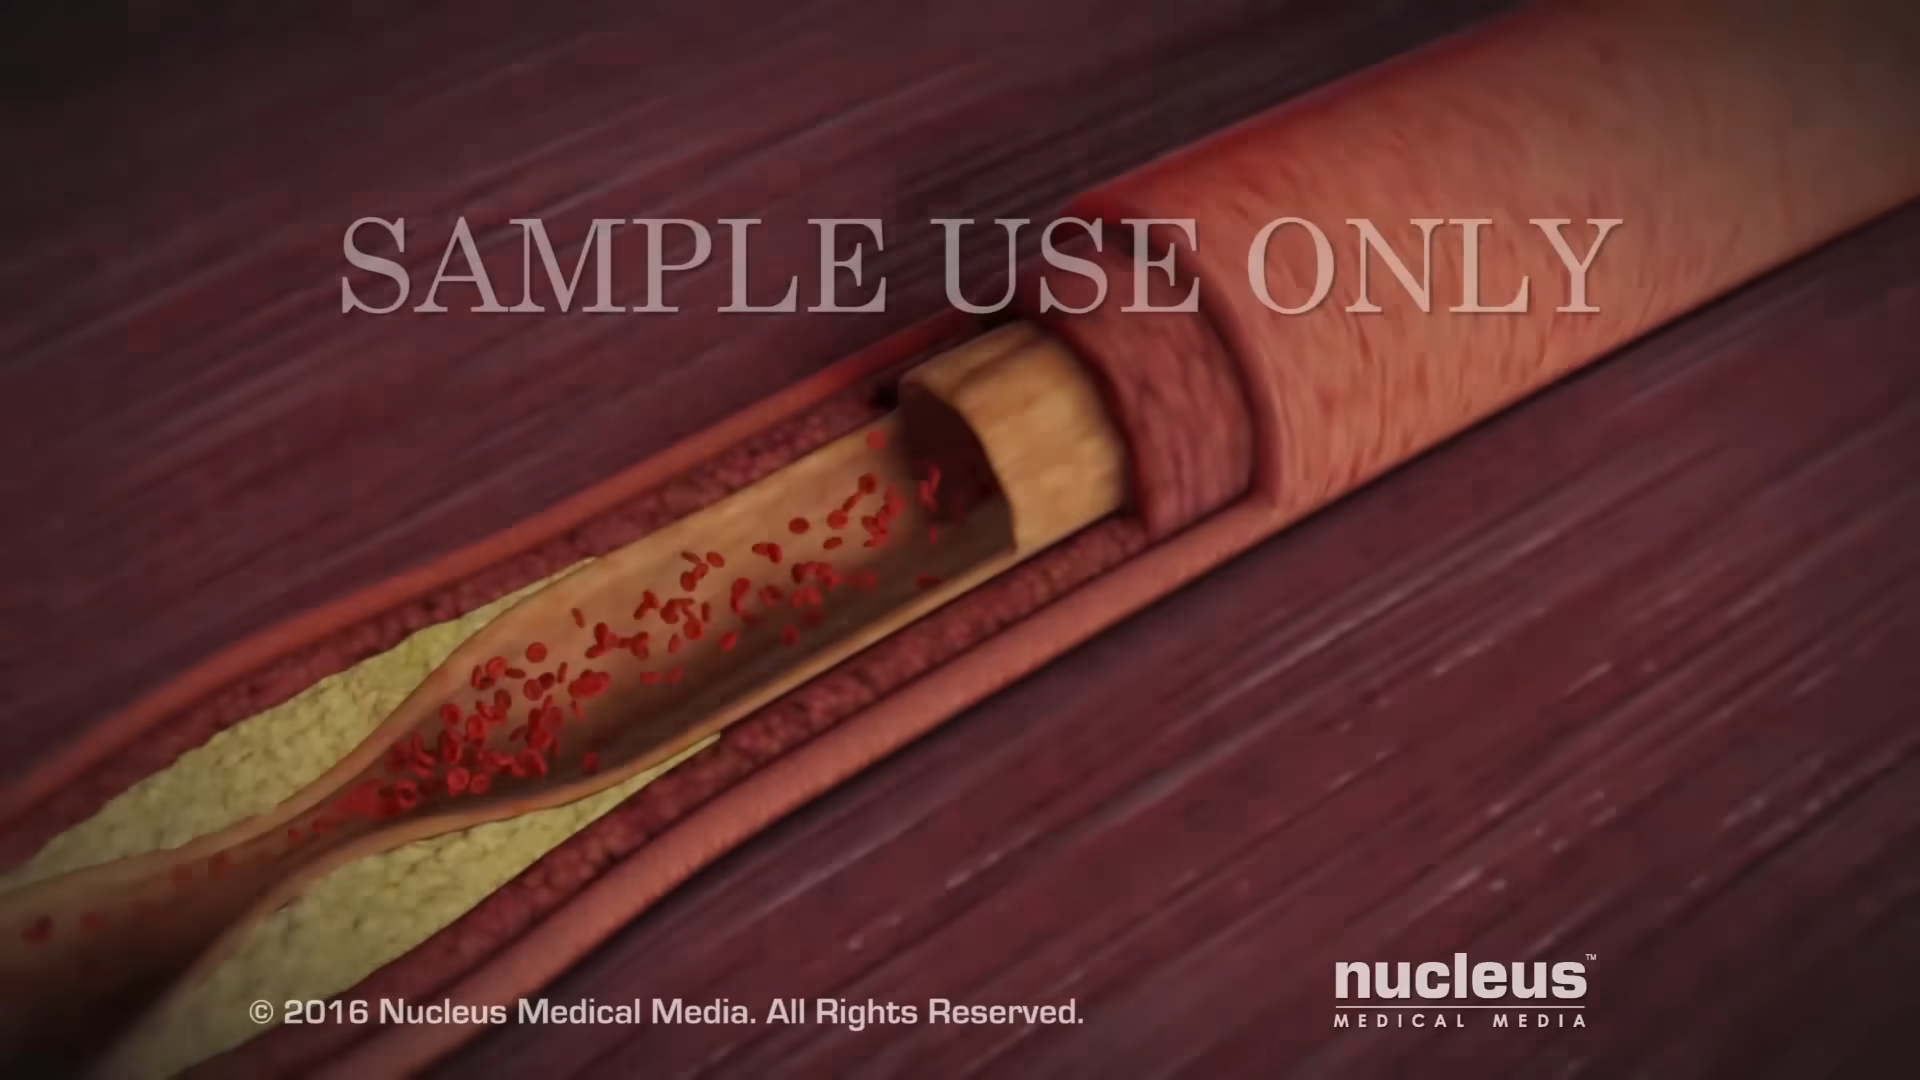 SAMPLE USE ONLY
nucleus™
MEDICAL MEDIA
© 2016 Nucleus Medical Media. All Rights Reserved.